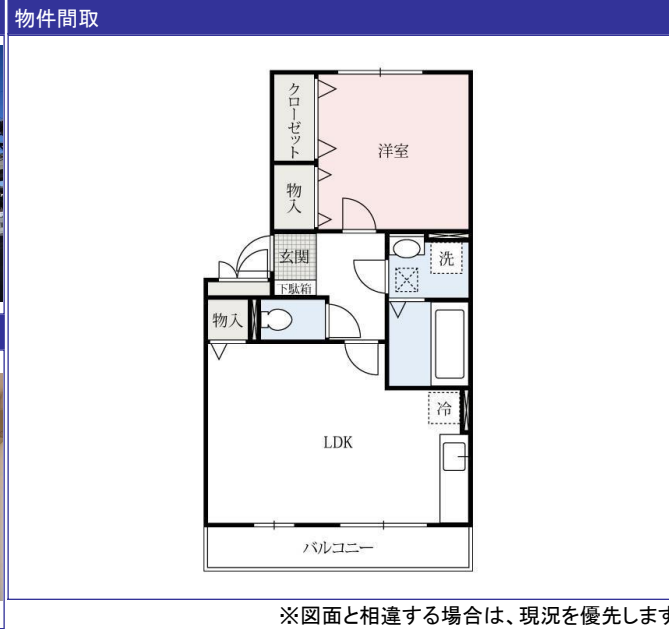 物件間取
クローゼット
洋室
物入
玄関
洗
下駄箱
物入
冷
LDK
バルコニー
※図面と相違する場合は、現況を優先します